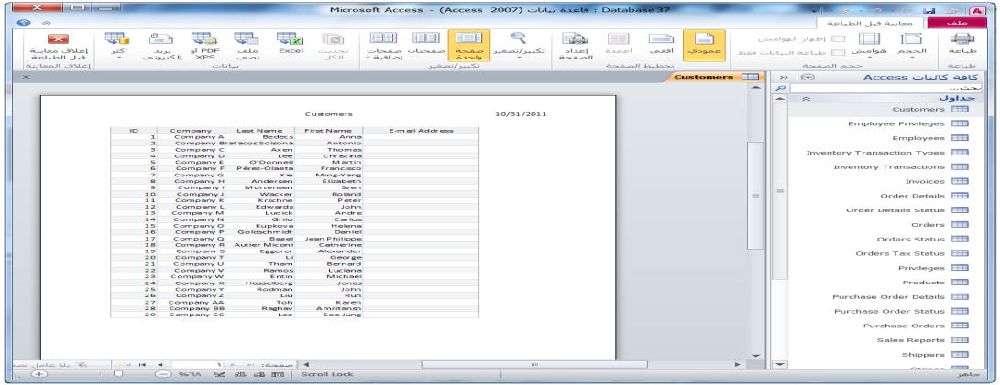 Microsoft Access - (Access 2007) قاعدة بيانات : Database37
ملف
معاينة قبل الطباعة
طباعة
الحجم
هوامش
إظهار الهوامش
طباعة البيانات فقط
عمودي
أفقي
أعمدة
إعداد الصفحة
تكبير/تصغير
صفحة واحدة
صفحتان
صفحات إضافية
تحديث الكل
Excel
ملف نصي
PDF أو XPS
بريد إلكتروني
أكثر
إغلاق معاينة قبل الطباعة
طباعة
حجم الصفحة
تخطيط الصفحة
تكبير/تصغير
بيانات
إغلاق المعاينة
كافة كائنات Access
بحث...
جداول
Customers
Employee Privileges
Employees
Inventory Transaction Types
Inventory Transactions
Invoices
Order Details
Order Details Status
Orders
Orders Status
Orders Tax Status
Privileges
Products
Purchase Order Details
Purchase Order Status
Purchase Orders
Sales Reports
Shippers
Customers
Customers 10/31/2011
ID Company Last Name First Name E-mail Address
1 Company A Bedecs Anna
2 Company B Gratacos Solsona Antonio
3 Company C Axen Thomas
4 Company D Lee Christina
5 Company E O'Donnell Martin
6 Company F Pérez-Olaeta Francisco
7 Company G Xie Ming-Yang
8 Company H Andersen Elizabeth
9 Company I Mortensen Sven
10 Company J Wacker Roland
11 Company K Krschne Peter
12 Company L Edwards John
13 Company M Ludick Andre
14 Company N Grilo Carlos
15 Company O Kupkova Helena
16 Company P Goldschmidt Daniel
17 Company Q Bagel Jean Philippe
18 Company R Autier Miconi Catherine
19 Company S Eggerer Alexander
20 Company T Li George
21 Company U Tham Bernard
22 Company V Ramos Luciana
23 Company W Entin Michael
24 Company X Hasselberg Jonas
25 Company Y Rodman John
26 Company Z Liu Run
27 Company AA Toh Karen
28 Company BB Raghav Amritansh
29 Company CC Lee Soo Jung
صفحة: ١
بلا عامل
جاهز
Scroll Lock
٦٨%